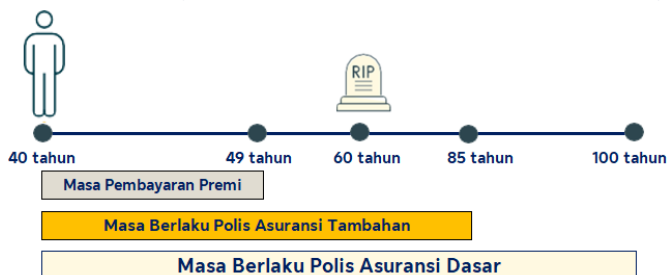 RIP
40 tahun
49 tahun
60 tahun
85 tahun
100 tahun
Masa Pembayaran Premi
Masa Berlaku Polis Asuransi Tambahan
Masa Berlaku Polis Asuransi Dasar